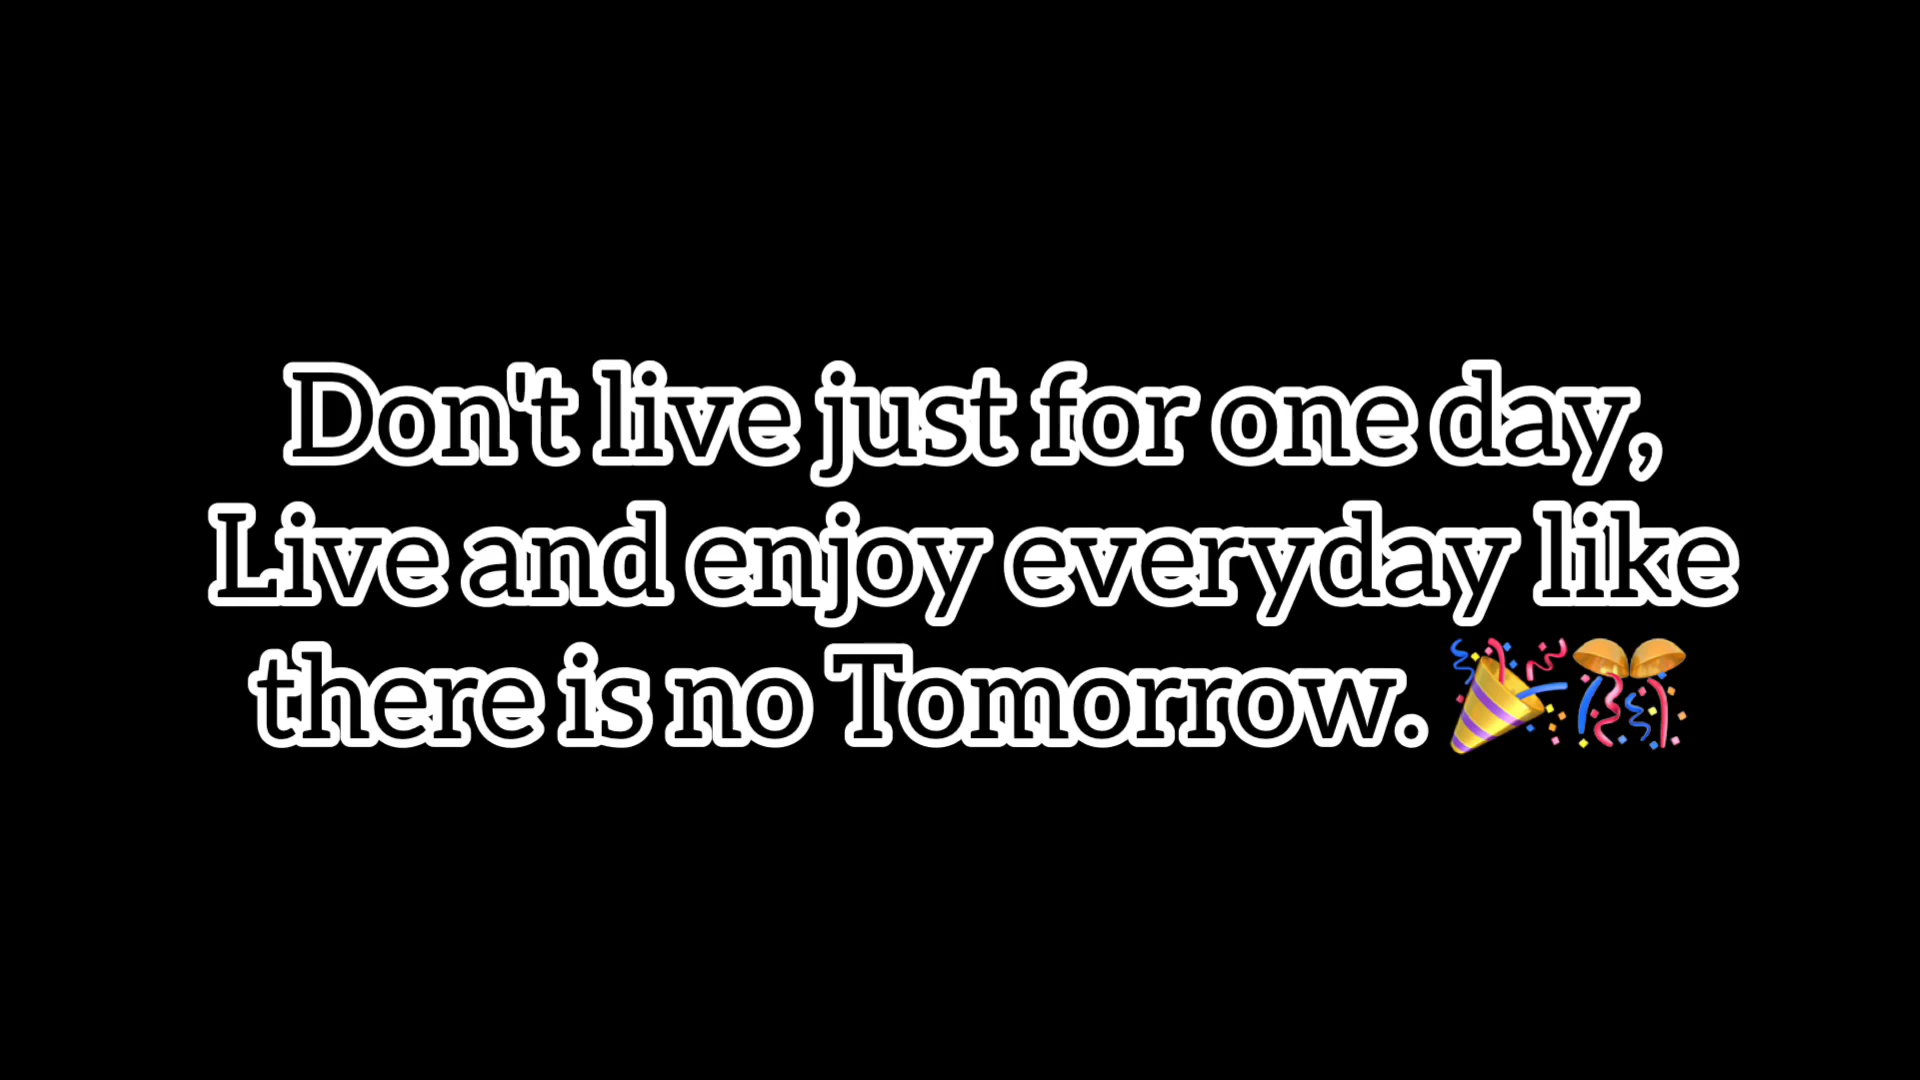 Don't live just for one day,
Live and enjoy everyday like
there is no Tomorrow. 🎉🎊